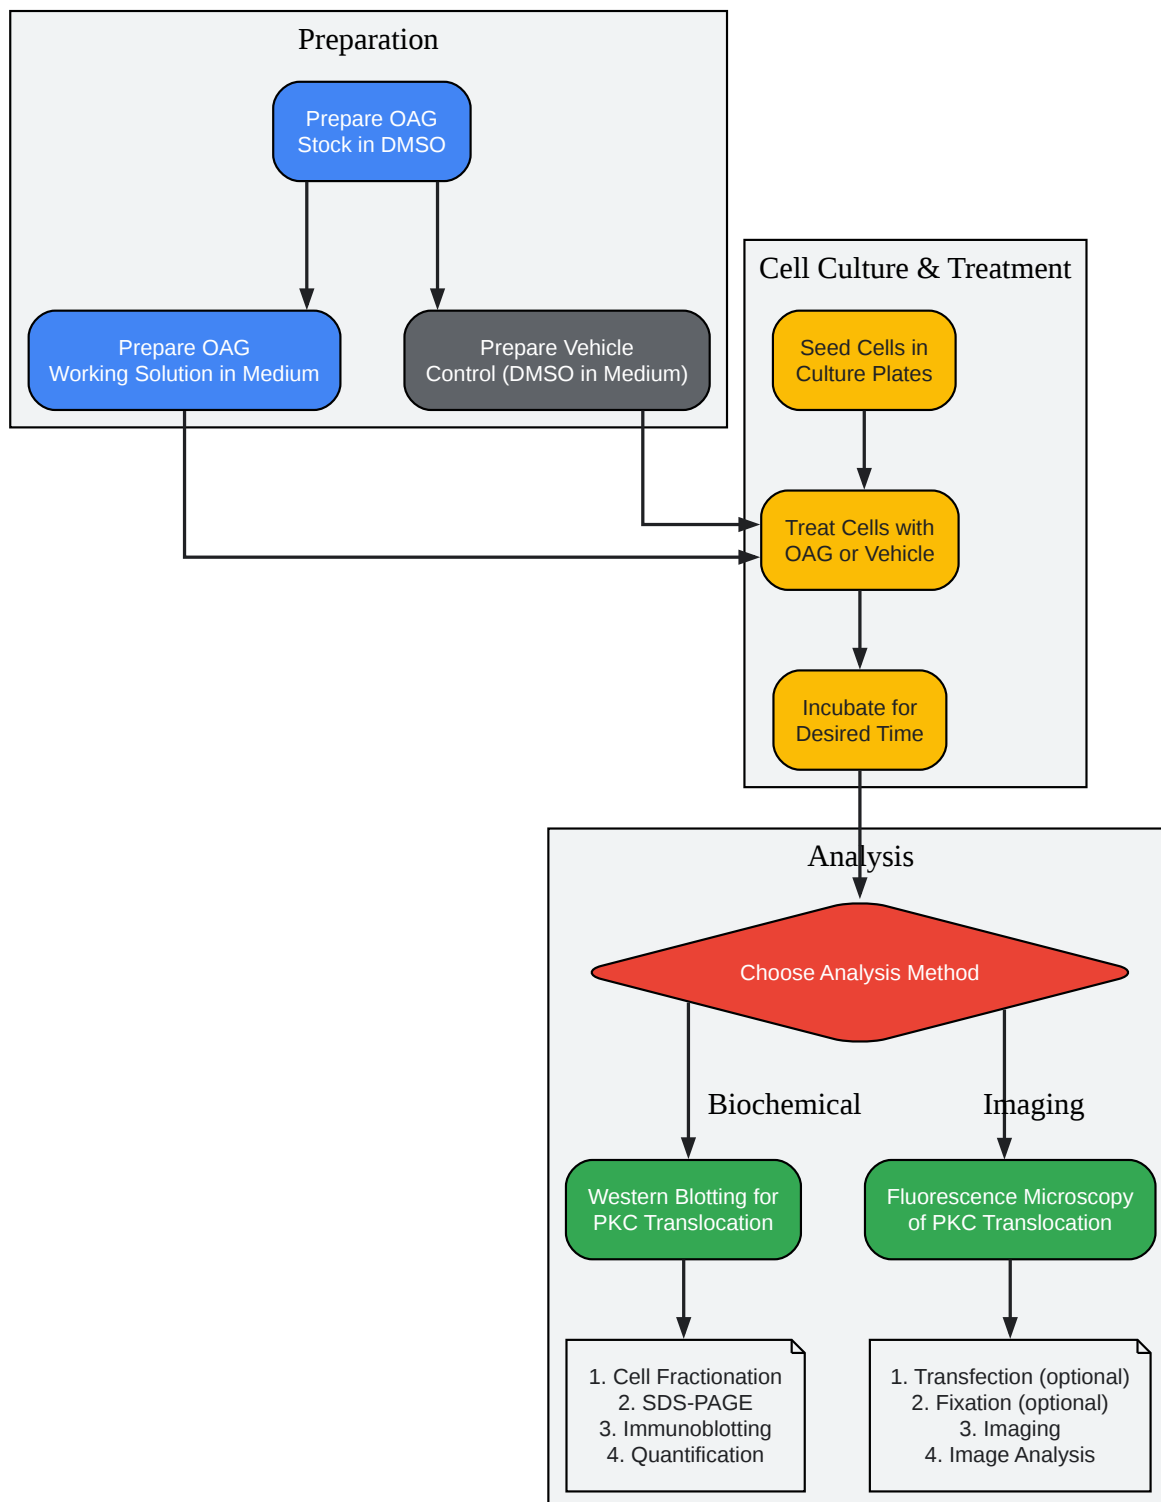 Preparation
Prepare OAG
Stock in DMSO
Prepare OAG
Working Solution in Medium
Prepare Vehicle
Control (DMSO in Medium)
Cell Culture & Treatment
Seed Cells in
Culture Plates
Treat Cells with
OAG or Vehicle
Incubate for
Desired Time
Analysis
Choose Analysis Method
Biochemical
Imaging
Western Blotting for
PKC Translocation
Fluorescence Microscopy
of PKC Translocation
1. Cell Fractionation
2. SDS-PAGE
3. Immunoblotting
4. Quantification
1. Transfection (optional)
2. Fixation (optional)
3. Imaging
4. Image Analysis